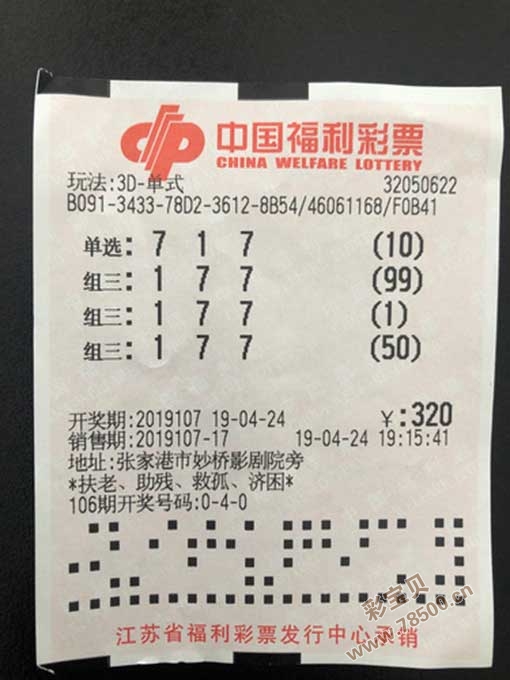 中国福利彩票
CHINA WELFARE LOTTERY
玩法:3D-单式 32050622
B091-3433-78D2-3612-8B54/46061168/F0B41
单选: 7 1 7 (10)
组三: 1 7 7 (99)
组三: 1 7 7 (1)
组三: 1 7 7 (50)
开奖期:2019107 19-04-24 ￥:320
销售期:2019107-17 19-04-24 19:15:41
地址:张家港市妙桥影剧院旁
*扶老、助残、救孤、济困*
106期开奖号码:0-4-0
彩宝贝
www.78500.cn
江苏省福利彩票发行中心承销